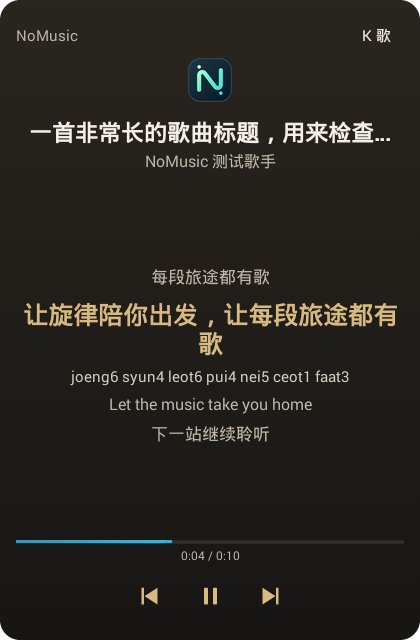 NoMusic
K 歌
一首非常长的歌曲标题，用来检查...
NoMusic 测试歌手
每段旅途都有歌
让旋律陪你出发，让每段旅途都有
歌
joeng6 syun4 leot6 pui4 nei5 ceot1 faat3
Let the music take you home
下一站继续聆听
0:04 / 0:10